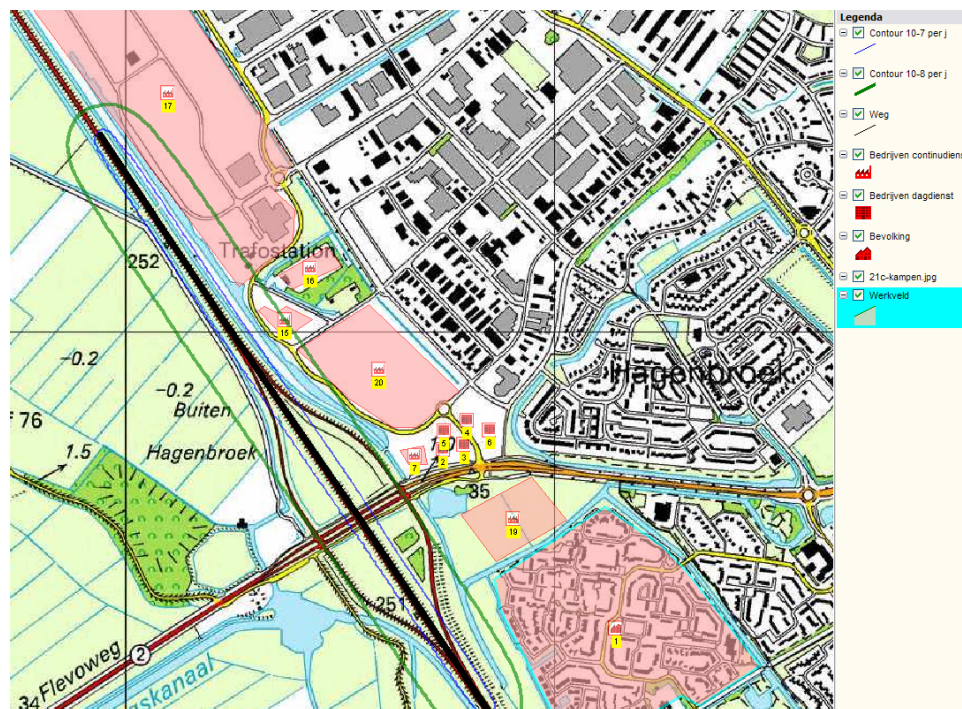 Legenda
Contour 10-7 per j
Contour 10-8 per j
Weg
Bedrijven continudiens
Bedrijven dagdienst
Bevolking
21c-kampen.jpg
Werkveld
17
Trafostation
252
16
15
-0.2
20
Hagenbroek
-0.2
76
Buiten
4
1.5
Hagenbroek
5
6
7
2
3
35
19
251
1
Flevoweg
2
34
skanaal